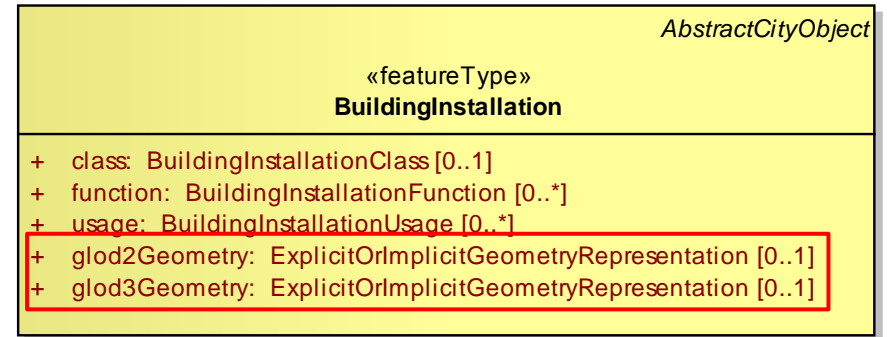 AbstractCityObject
«featureType»
BuildingInstallation
+ class: BuildingInstallationClass [0..1]
+ function: BuildingInstallationFunction [0..*]
+ usage: BuildingInstallationUsage [0..*]
+ glod2Geometry: ExplicitOrImplicitGeometryRepresentation [0..1]
+ glod3Geometry: ExplicitOrImplicitGeometryRepresentation [0..1]